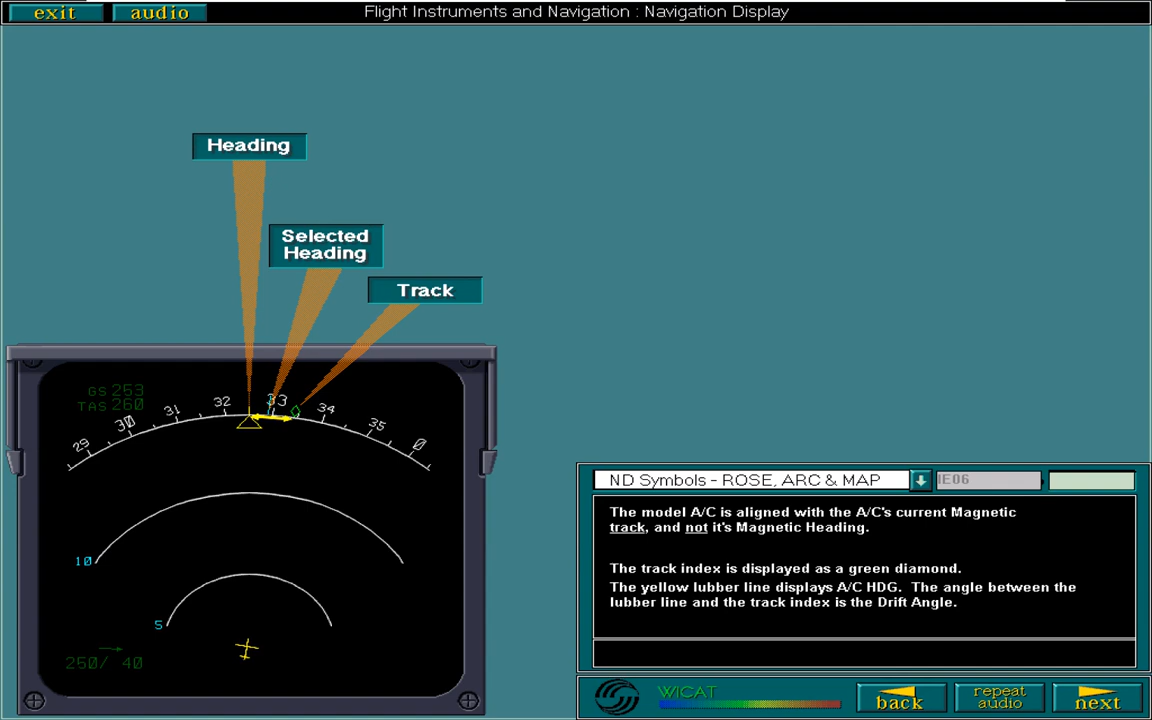 exit
audio
Flight Instruments and Navigation : Navigation Display
Heading
Selected
Heading
Track
GS 253
TAS 260
29
30
31
32
33
34
35
0
10
5
250/ 40
ND Symbols - ROSE, ARC & MAP
IE06
The model A/C is aligned with the A/C's current Magnetic
track, and not it's Magnetic Heading.
The track index is displayed as a green diamond.
The yellow lubber line displays A/C HDG. The angle between the
lubber line and the track index is the Drift Angle.
WICAT
back
repeat
audio
next